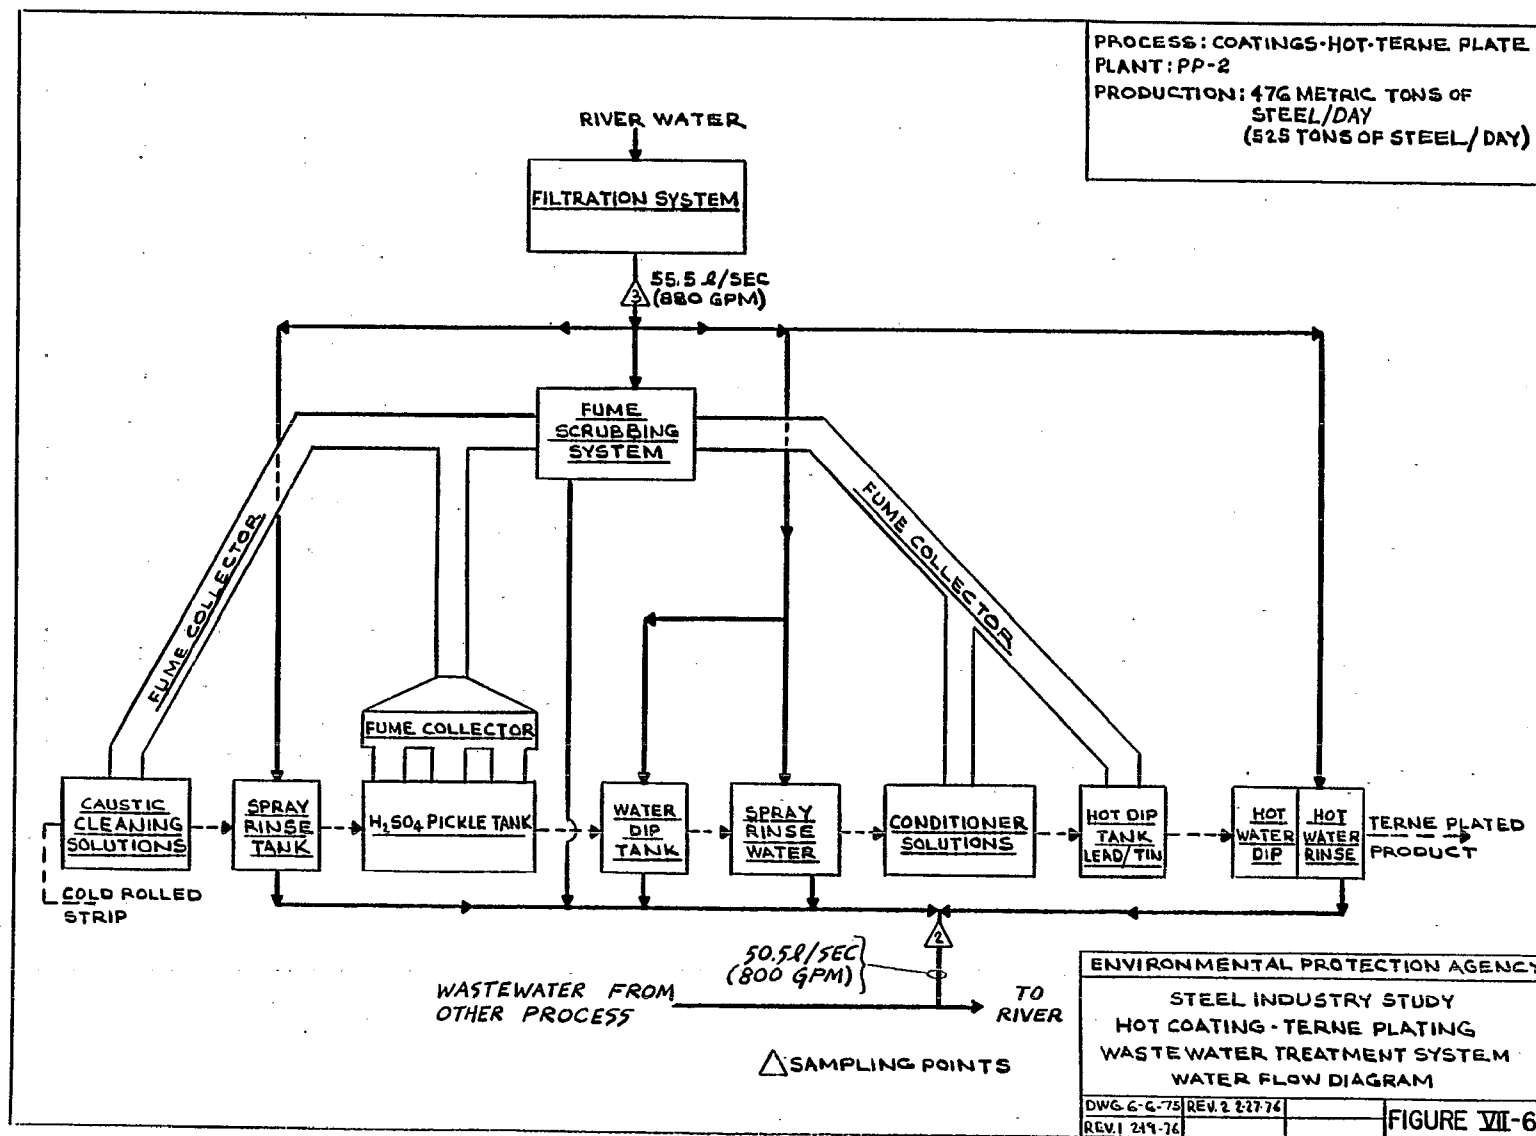 PROCESS: COATINGS-HOT-TERNE PLATE
PLANT: PP-2
PRODUCTION: 476 METRIC TONS OF
STEEL/DAY
(525 TONS OF STEEL/DAY)
RIVER WATER
FILTRATION SYSTEM
55.5 l/SEC
(880 GPM)
3
FUME
SCRUBBING
SYSTEM
FUME COLLECTOR
FUME COLLECTOR
FUME COLLECTOR
CAUSTIC
CLEANING
SOLUTIONS
SPRAY
RINSE
TANK
H₂SO₄ PICKLE TANK
WATER
DIP
TANK
SPRAY
RINSE
WATER
CONDITIONER
SOLUTIONS
HOT DIP
TANK
LEAD/TIN
HOT
WATER
DIP
HOT
WATER
RINSE
TERNE PLATED
PRODUCT
COLD ROLLED
STRIP
2
50.5 l/SEC
(800 GPM)
WASTEWATER FROM
OTHER PROCESS
TO
RIVER
SAMPLING POINTS
ENVIRONMENTAL PROTECTION AGENCY
STEEL INDUSTRY STUDY
HOT COATING - TERNE PLATING
WASTEWATER TREATMENT SYSTEM
WATER FLOW DIAGRAM
DWG. 6-6-75 REV. 2 2-27-76
REV. 1 2-19-76
FIGURE VII-6